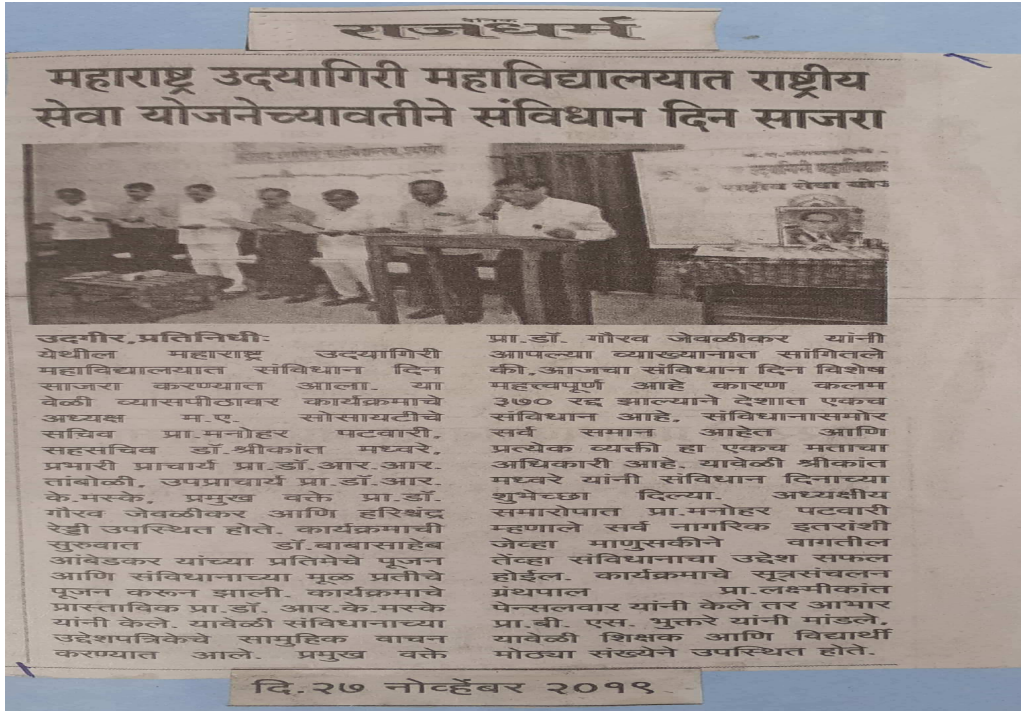 दैनिक
राजधर्म
महाराष्ट्र उदयागिरी महाविद्यालयात राष्ट्रीय
सेवा योजनेच्यावतीने संविधान दिन साजरा
राष्ट्रीय सेवा
उदगीर,प्रतिनिधीः
येथील महाराष्ट्र उदयागिरी
महाविद्यालयात संविधान दिन
साजरा करण्यात आला. या
वेळी व्यासपीठावर कार्यक्रमाचे
अध्यक्ष म.ए. सोसायटीचे
सचिव प्रा.मनोहर पटवारी,
सहसचिव डॉ.श्रीकांत मध्वरे,
प्रभारी प्राचार्य प्रा.डॉ.आर.आर.
तांबोळी, उपप्राचार्य प्रा.डॉ.आर.
के.मस्के, प्रमुख वक्ते प्रा.डॉ.
गौरव जेवळीकर आणि हरिश्चंद्र
रेड्डी उपस्थित होते. कार्यक्रमाची
सुरुवात डॉ.बाबासाहेब
आंबेडकर यांच्या प्रतिमेचे पूजन
आणि संविधानाच्या मूळ प्रतीचे
पूजन करून झाली. कार्यक्रमाचे
प्रास्ताविक प्रा.डॉ. आर.के.मस्के
यांनी केले. यावेळी संविधानाच्या
उद्देशपत्रिकेचे सामुहिक वाचन
करण्यात आले. प्रमुख वक्ते
प्रा.डॉ. गौरव जेवळीकर यांनी
आपल्या व्याख्यानात सांगितले
की,आजचा संविधान दिन विशेष
महत्त्वपूर्ण आहे कारण कलम
३७० रद्द झाल्याने देशात एकच
संविधान आहे. संविधानासमोर
सर्व समान आहेत आणि
प्रत्येक व्यक्ती हा एकच मताचा
अधिकारी आहे. यावेळी श्रीकांत
मध्वरे यांनी संविधान दिनाच्या
शुभेच्छा दिल्या. अध्यक्षीय
समारोपात प्रा.मनोहर पटवारी
म्हणाले सर्व नागरिक इतरांशी
जेव्हा माणुसकीने वागतील
तेंव्हा संविधानाचा उद्देश सफल
होईल. कार्यक्रमाचे सूत्रसंचलन
ग्रंथपाल प्रा.लक्ष्मीकांत
पेन्सलवार यांनी केले तर आभार
प्रा.बी. एस. भुक्तरे यांनी मांडले,
यावेळी शिक्षक आणि विद्यार्थी
मोठ्या संख्येने उपस्थित होते.
दि.२७ नोव्हेंबर २०१९